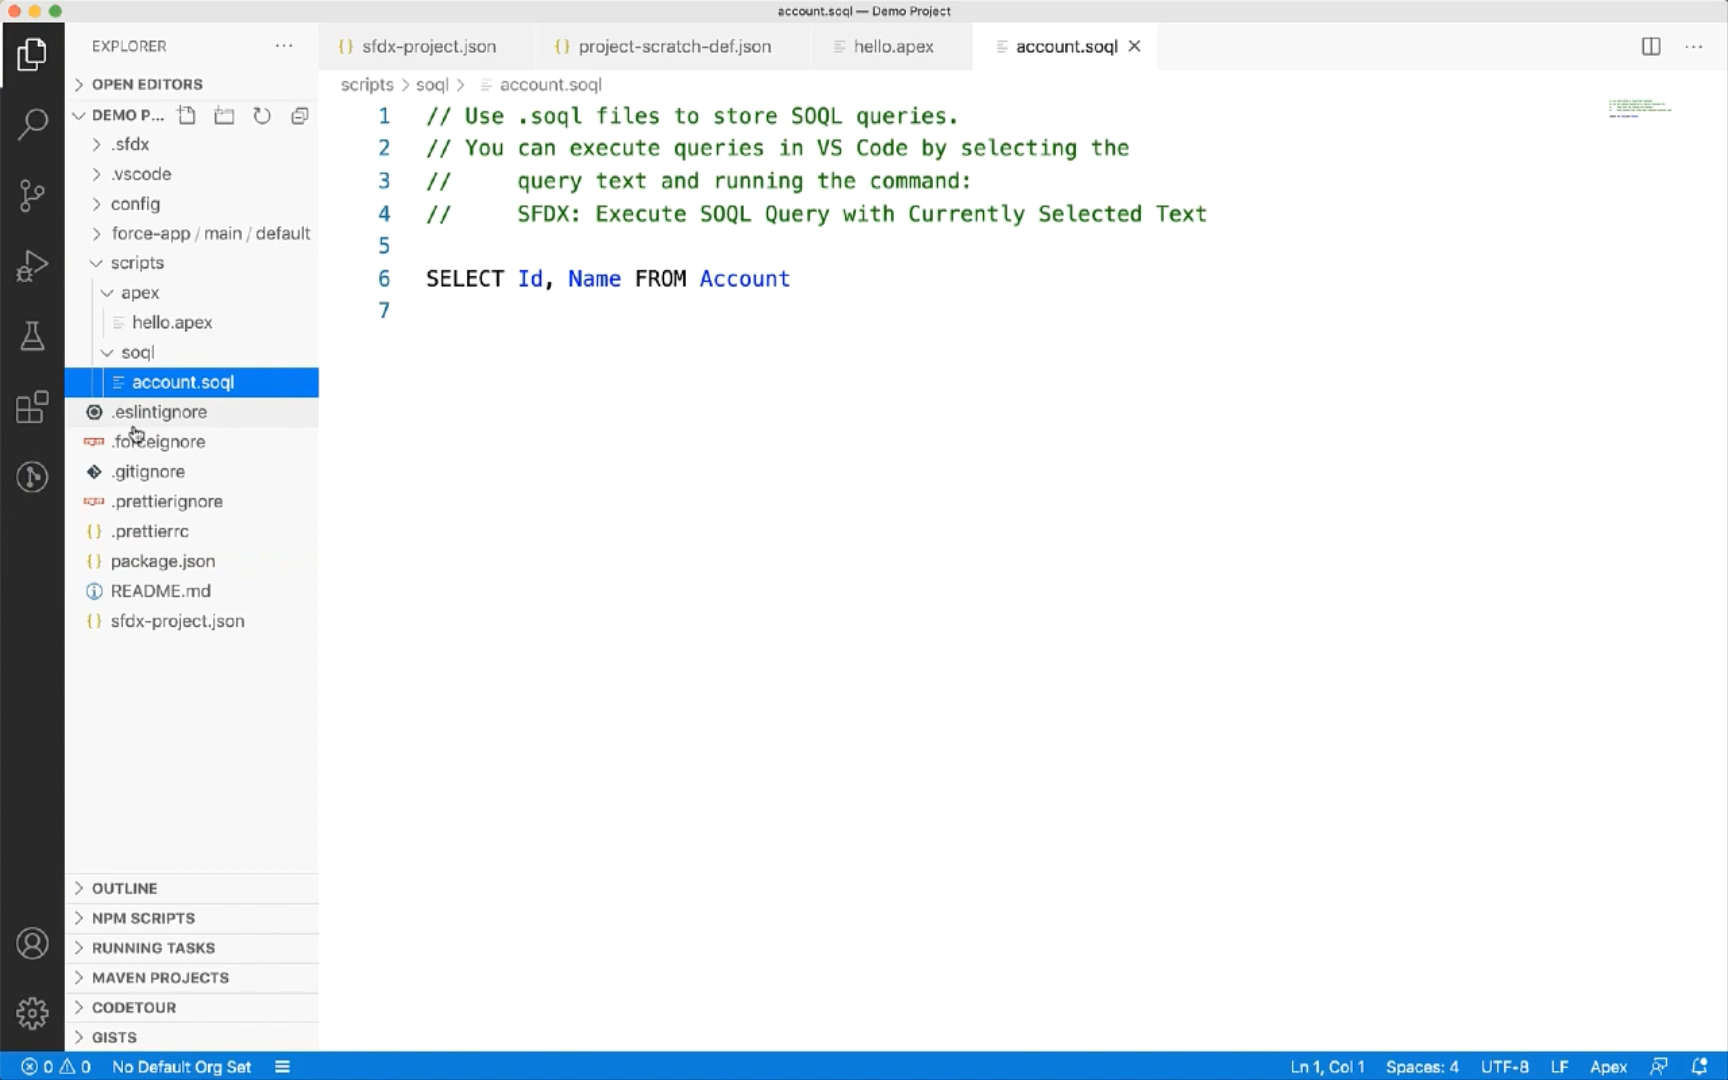 account.soql — Demo Project
EXPLORER
sfdx-project.json
project-scratch-def.json
hello.apex
account.soql
OPEN EDITORS
DEMO P...
.sfdx
.vscode
config
force-app / main / default
scripts
apex
hello.apex
soql
account.soql
.eslintignore
.forceignore
.gitignore
.prettierignore
.prettierrc
package.json
README.md
sfdx-project.json
OUTLINE
NPM SCRIPTS
RUNNING TASKS
MAVEN PROJECTS
CODETOUR
GISTS
scripts > soql > account.soql
1 // Use .soql files to store SOQL queries.
2 // You can execute queries in VS Code by selecting the
3 //     query text and running the command:
4 //     SFDX: Execute SOQL Query with Currently Selected Text
5
6 SELECT Id, Name FROM Account
7
0 0 No Default Org Set
Ln 1, Col 1 Spaces: 4 UTF-8 LF Apex